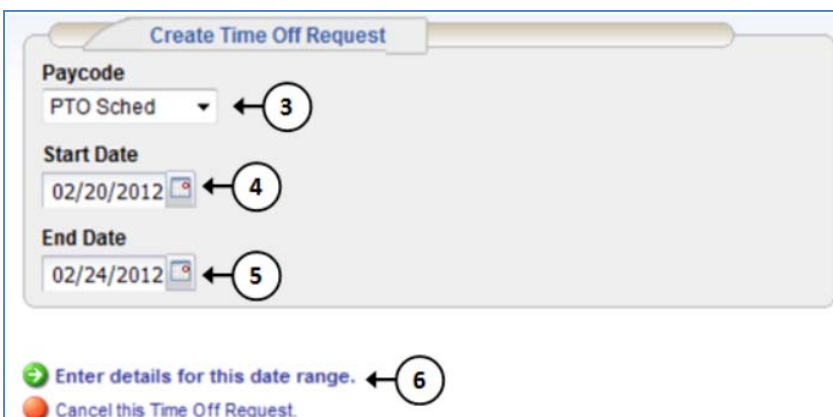 Create Time Off Request
Paycode
PTO Sched
3
Start Date
02/20/2012
4
End Date
02/24/2012
5
Enter details for this date range.
6
Cancel this Time Off Request.